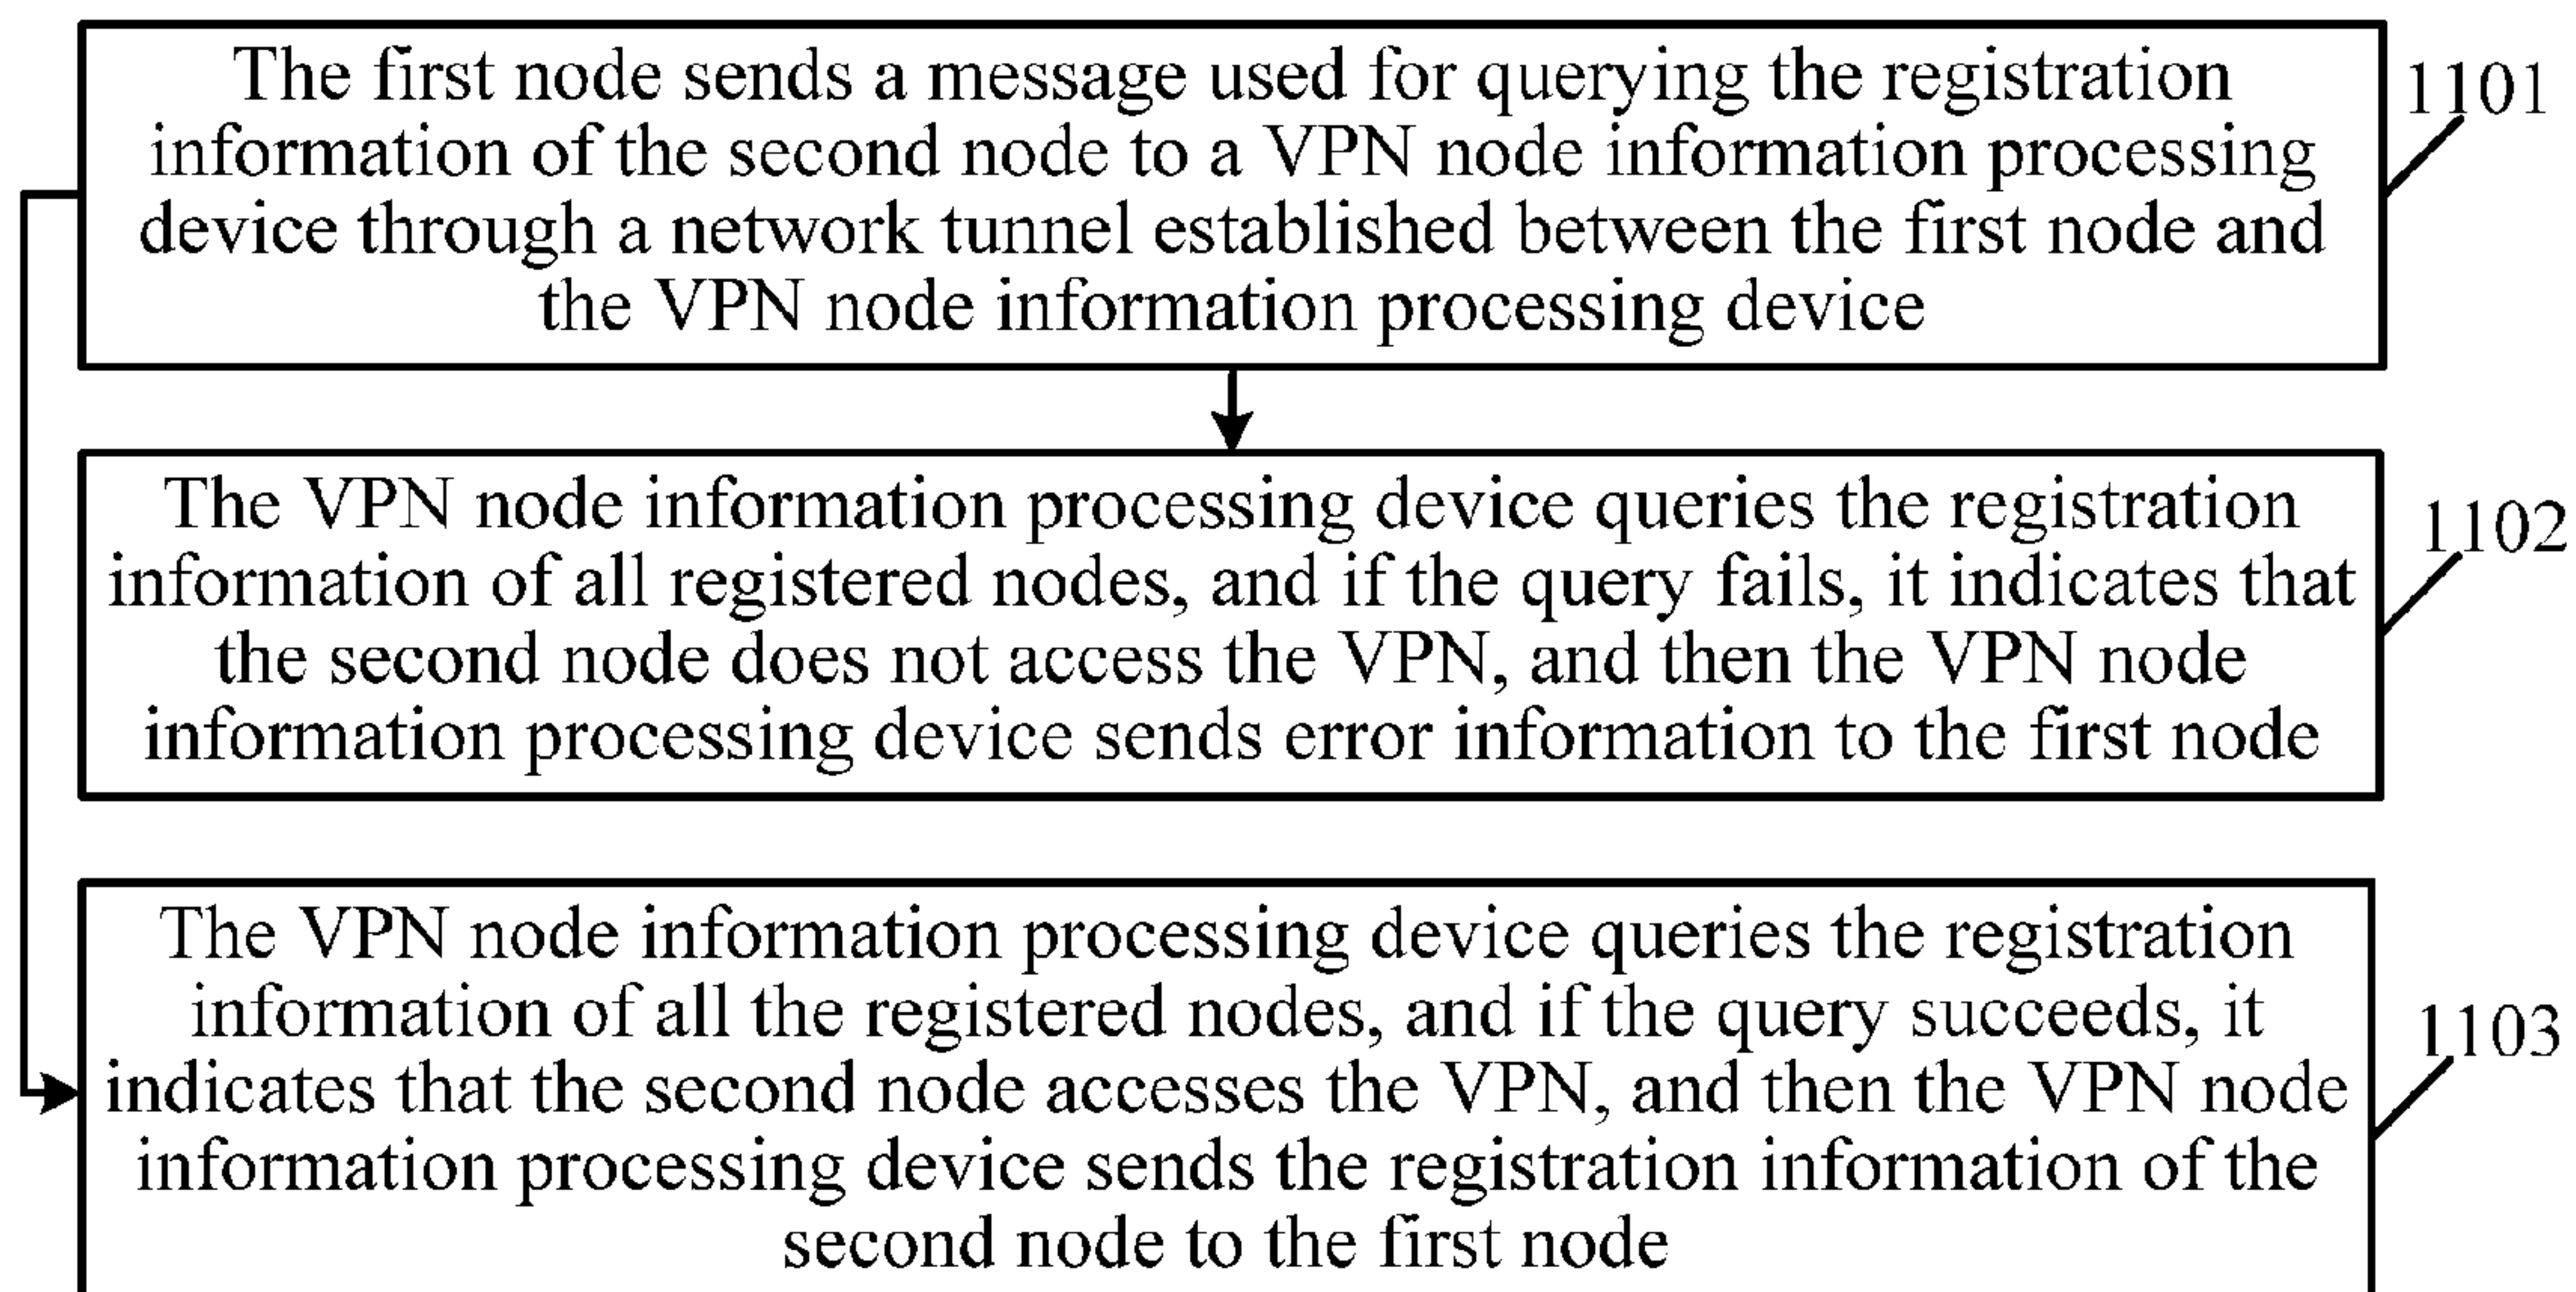 The first node sends a message used for querying the registration
information of the second node to a VPN node information processing
device through a network tunnel established between the first node and
the VPN node information processing device
1101
The VPN node information processing device queries the registration
information of all registered nodes, and if the query fails, it indicates that
the second node does not access the VPN, and then the VPN node
information processing device sends error information to the first node
1102
The VPN node information processing device queries the registration
information of all the registered nodes, and if the query succeeds, it
indicates that the second node accesses the VPN, and then the VPN node
information processing device sends the registration information of the
second node to the first node
1103